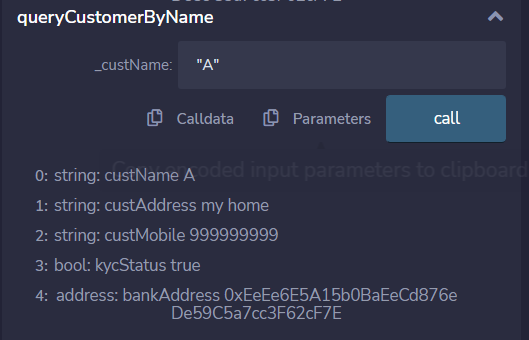 queryCustomerByName
_custName: "A"
Calldata Parameters call
Copy encoded input parameters to clipboard
0: string: custName A
1: string: custAddress my home
2: string: custMobile 999999999
3: bool: kycStatus true
4: address: bankAddress 0xEeEe6E5A15b0BaEeCd876e
De59C5a7cc3F62cF7E